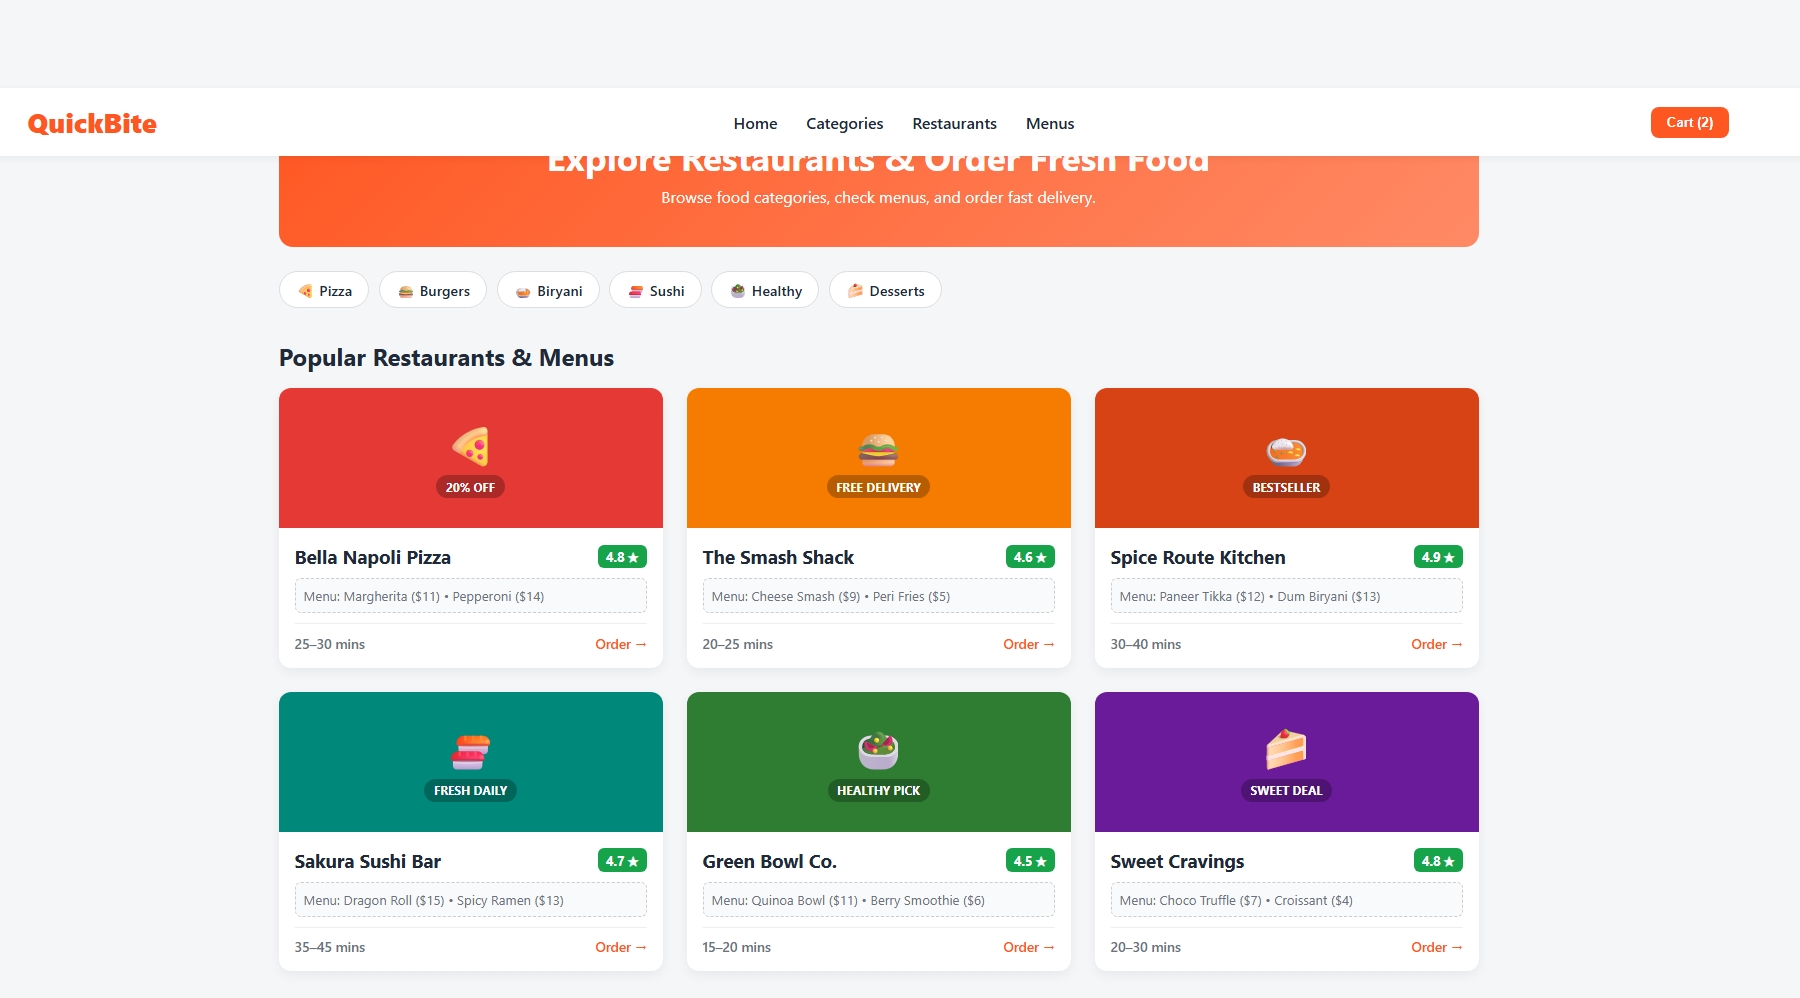 QuickBite
Home Categories Restaurants Menus
Cart (2)
Explore Restaurants & Order Fresh Food
Browse food categories, check menus, and order fast delivery.
Pizza
Burgers
Biryani
Sushi
Healthy
Desserts
Popular Restaurants & Menus
20% OFF
Bella Napoli Pizza
4.8 ★
Menu: Margherita ($11) • Pepperoni ($14)
25–30 mins
Order →
FREE DELIVERY
The Smash Shack
4.6 ★
Menu: Cheese Smash ($9) • Peri Fries ($5)
20–25 mins
Order →
BESTSELLER
Spice Route Kitchen
4.9 ★
Menu: Paneer Tikka ($12) • Dum Biryani ($13)
30–40 mins
Order →
FRESH DAILY
Sakura Sushi Bar
4.7 ★
Menu: Dragon Roll ($15) • Spicy Ramen ($13)
35–45 mins
Order →
HEALTHY PICK
Green Bowl Co.
4.5 ★
Menu: Quinoa Bowl ($11) • Berry Smoothie ($6)
15–20 mins
Order →
SWEET DEAL
Sweet Cravings
4.8 ★
Menu: Choco Truffle ($7) • Croissant ($4)
20–30 mins
Order →